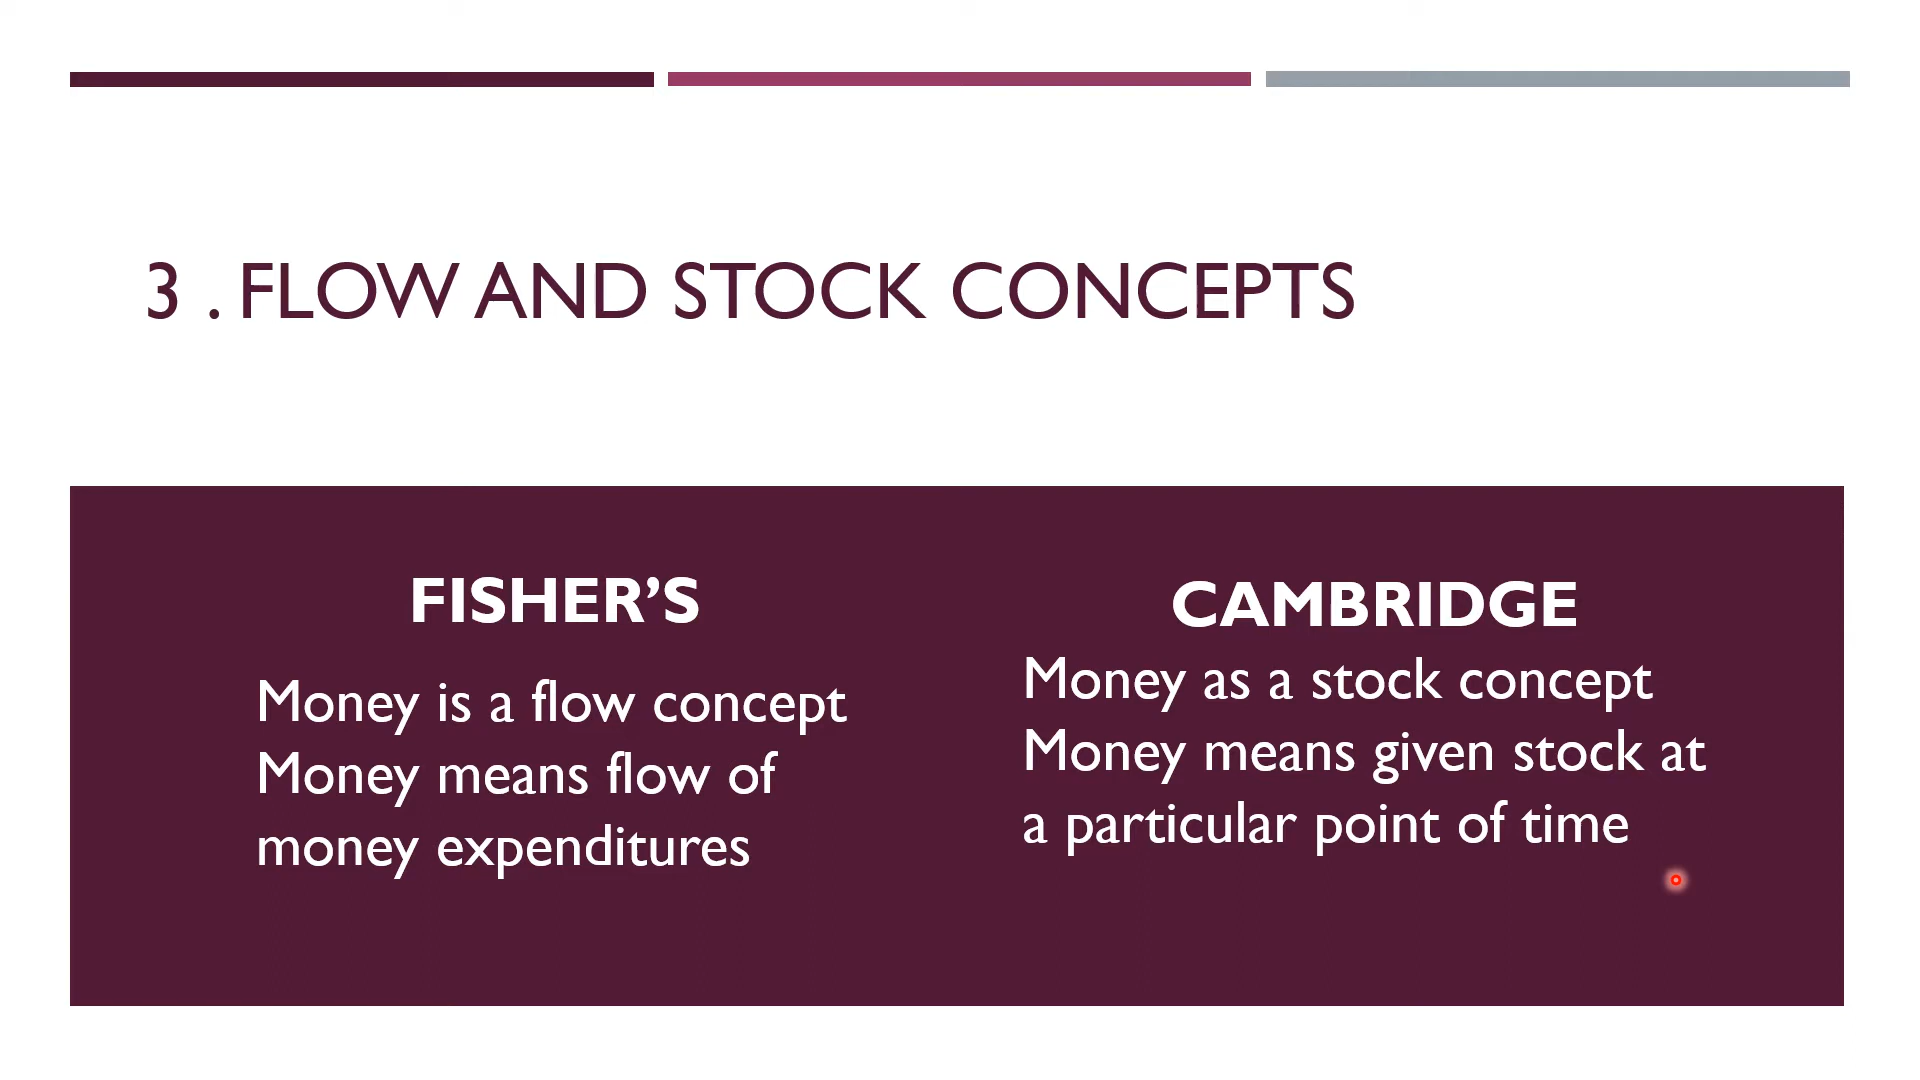 3 . FLOW AND STOCK CONCEPTS
FISHER’S
Money is a flow concept
Money means flow of
money expenditures
CAMBRIDGE
Money as a stock concept
Money means given stock at
a particular point of time